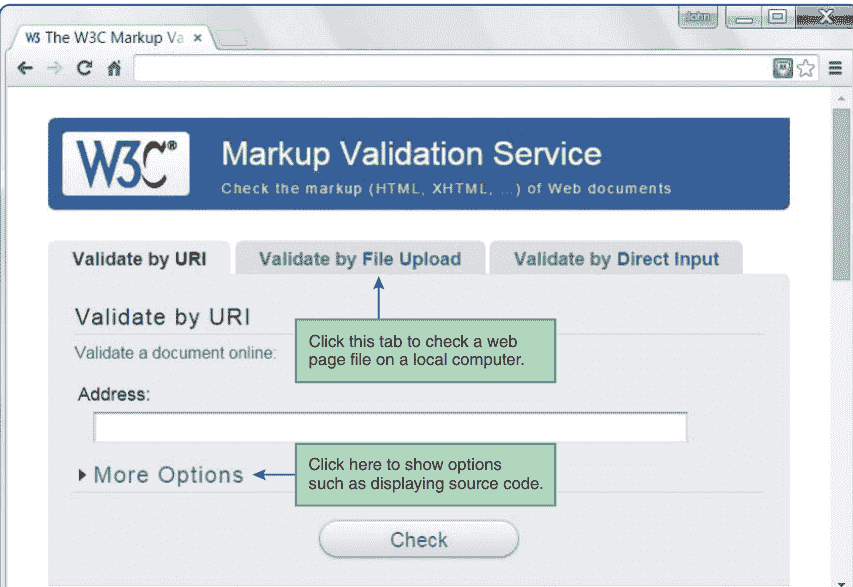 John
W3 The W3C Markup Va
W3C®
Markup Validation Service
Check the markup (HTML, XHTML, ...) of Web documents
Validate by URI
Validate by File Upload
Validate by Direct Input
Validate by URI
Validate a document online:
Click this tab to check a web
page file on a local computer.
Address:
More Options
Click here to show options
such as displaying source code.
Check